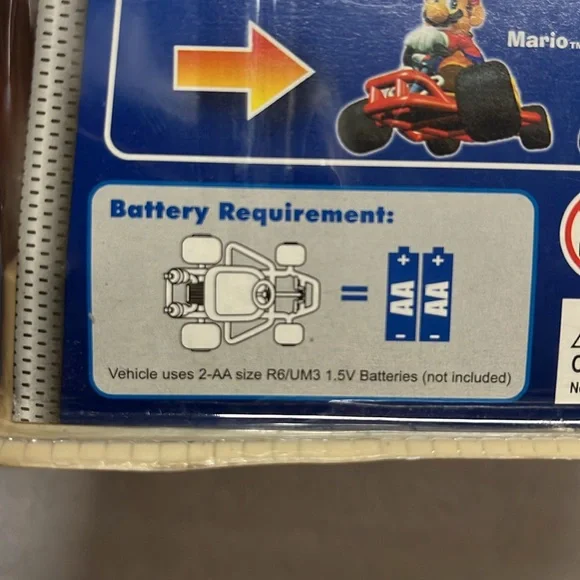 Mario™
Battery Requirement:
+ +
AA AA
- -
Vehicle uses 2-AA size R6/UM3 1.5V Batteries (not included)